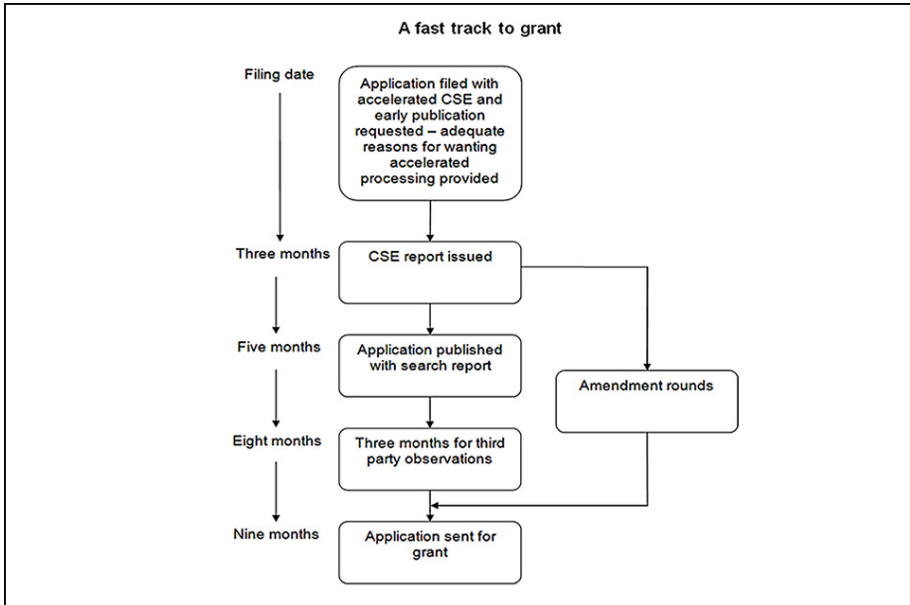 A fast track to grant
Filing date
Application filed with
accelerated CSE and
early publication
requested – adequate
reasons for wanting
accelerated
processing provided
Three months
CSE report issued
Five months
Application published
with search report
Amendment rounds
Eight months
Three months for third
party observations
Nine months
Application sent for
grant